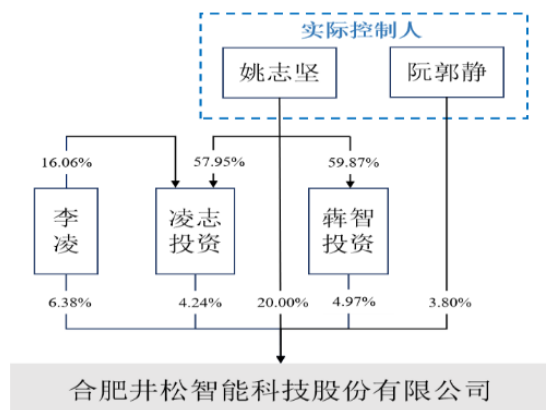 实际控制人
姚志坚
阮郭静
16.06%
57.95%
59.87%
李
凌
凌志
投资
犇智
投资
6.38%
4.24%
20.00%
4.97%
3.80%
合肥井松智能科技股份有限公司